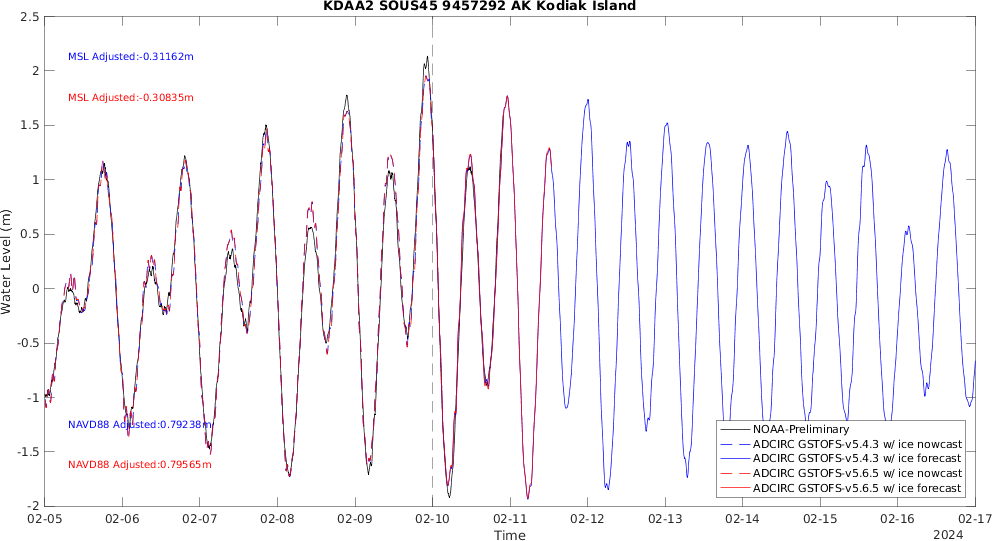 KDAA2 SOUS45 9457292 AK Kodiak Island
2.5
2
1.5
1
0.5
0
-0.5
-1
-1.5
-2
Water Level (m)
MSL Adjusted:-0.31162m
MSL Adjusted:-0.30835m
NAVD88 Adjusted:0.79238m
NAVD88 Adjusted:0.79565m
NOAA-Preliminary
ADCIRC GSTOFS-v5.4.3 w/ ice nowcast
ADCIRC GSTOFS-v5.4.3 w/ ice forecast
ADCIRC GSTOFS-v5.6.5 w/ ice nowcast
ADCIRC GSTOFS-v5.6.5 w/ ice forecast
02-05 02-06 02-07 02-08 02-09 02-10 02-11 02-12 02-13 02-14 02-15 02-16 02-17
Time
2024